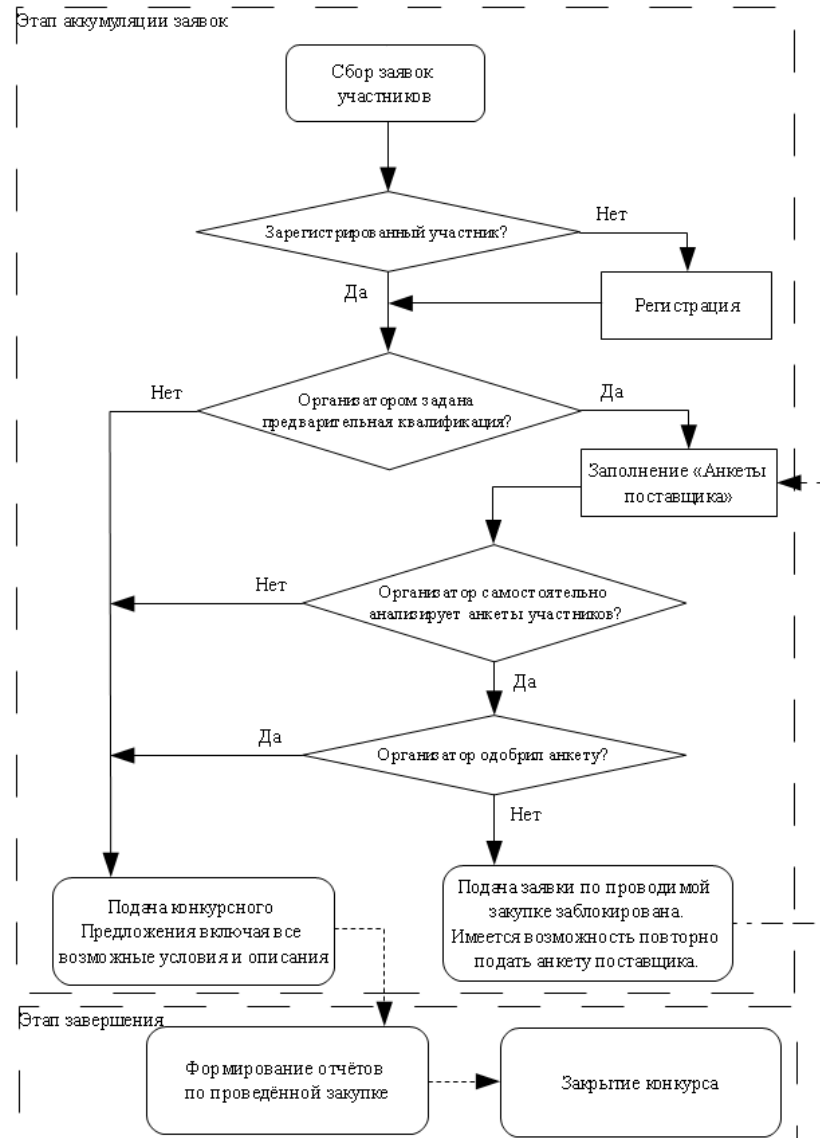 Этап аккумуляции заявок
Сбор заявок
участников
Зарегистрированный участник?
Нет
Да
Регистрация
Нет
Организатором задана
предварительная квалификация?
Да
Заполнение «Анкеты
поставщика»
Нет
Организатор самостоятельно
анализирует анкеты участников?
Да
Да
Организатор одобрил анкету?
Нет
Подача конкурсного
Предложения включая все
возможные условия и описания
Подача заявки по проводимой
закупке заблокирована.
Имеется возможность повторно
подать анкету поставщика.
Этап завершения
Формирование отчётов
по проведённой закупке
Закрытие конкурса